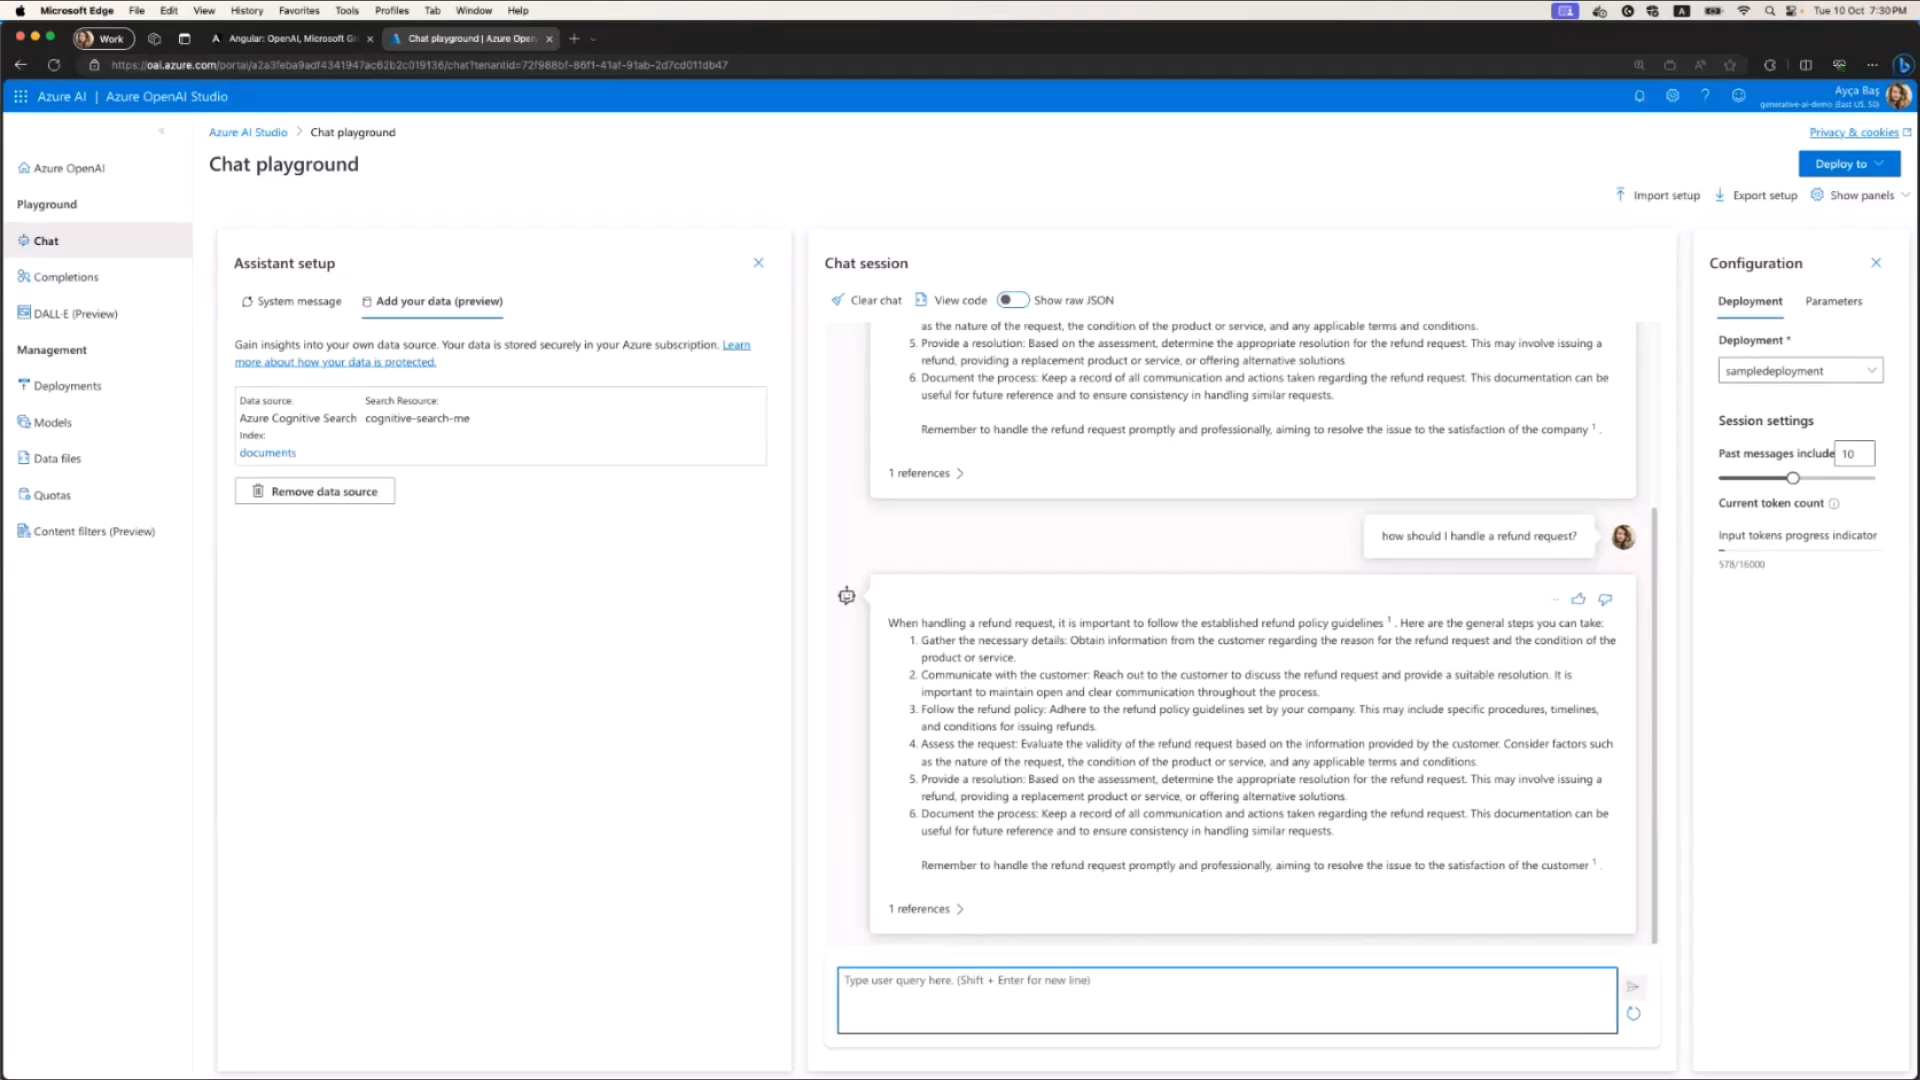 Microsoft Edge File Edit View History Favorites Tools Profiles Tab Window Help
A
Tue 10 Oct 7:30 PM
Work
Angular: OpenAI, Microsoft G
Chat playground | Azure Open
https://oai.azure.com/portal/a2a3feba9adf4341947ac62b2c019136/chat?tenantid=72f988bf-86f1-41af-91ab-2d7cd011db47
Azure AI | Azure OpenAI Studio
Ayça Baş
generative-ai-demo (East US, S0)
Azure AI Studio > Chat playground
Privacy & cookies
Chat playground
Deploy to
Import setup
Export setup
Show panels
Azure OpenAI
Playground
Chat
Completions
DALL·E (Preview)
Management
Deployments
Models
Data files
Quotas
Content filters (Preview)
Assistant setup
System message
Add your data (preview)
Gain insights into your own data source. Your data is stored securely in your Azure subscription. Learn
more about how your data is protected.
Data source: Search Resource:
Azure Cognitive Search cognitive-search-me
Index:
documents
Remove data source
Chat session
Clear chat
View code
Show raw JSON
as the nature of the request, the condition of the product or service, and any applicable terms and conditions.
5. Provide a resolution: Based on the assessment, determine the appropriate resolution for the refund request. This may involve issuing a
refund, providing a replacement product or service, or offering alternative solutions
6. Document the process: Keep a record of all communication and actions taken regarding the refund request. This documentation can be
useful for future reference and to ensure consistency in handling similar requests.
Remember to handle the refund request promptly and professionally, aiming to resolve the issue to the satisfaction of the company 1 .
1 references
how should I handle a refund request?
When handling a refund request, it is important to follow the established refund policy guidelines 1 . Here are the general steps you can take:
1. Gather the necessary details: Obtain information from the customer regarding the reason for the refund request and the condition of the
product or service.
2. Communicate with the customer: Reach out to the customer to discuss the refund request and provide a suitable resolution. It is
important to maintain open and clear communication throughout the process.
3. Follow the refund policy: Adhere to the refund policy guidelines set by your company. This may include specific procedures, timelines,
and conditions for issuing refunds.
4. Assess the request: Evaluate the validity of the refund request based on the information provided by the customer. Consider factors such
as the nature of the request, the condition of the product or service, and any applicable terms and conditions.
5. Provide a resolution: Based on the assessment, determine the appropriate resolution for the refund request. This may involve issuing a
refund, providing a replacement product or service, or offering alternative solutions.
6. Document the process: Keep a record of all communication and actions taken regarding the refund request. This documentation can be
useful for future reference and to ensure consistency in handling similar requests.
Remember to handle the refund request promptly and professionally, aiming to resolve the issue to the satisfaction of the customer 1 .
1 references
Type user query here. (Shift + Enter for new line)
Configuration
Deployment
Parameters
Deployment *
sampledeployment
Session settings
Past messages include
10
Current token count
Input tokens progress indicator
578/16000